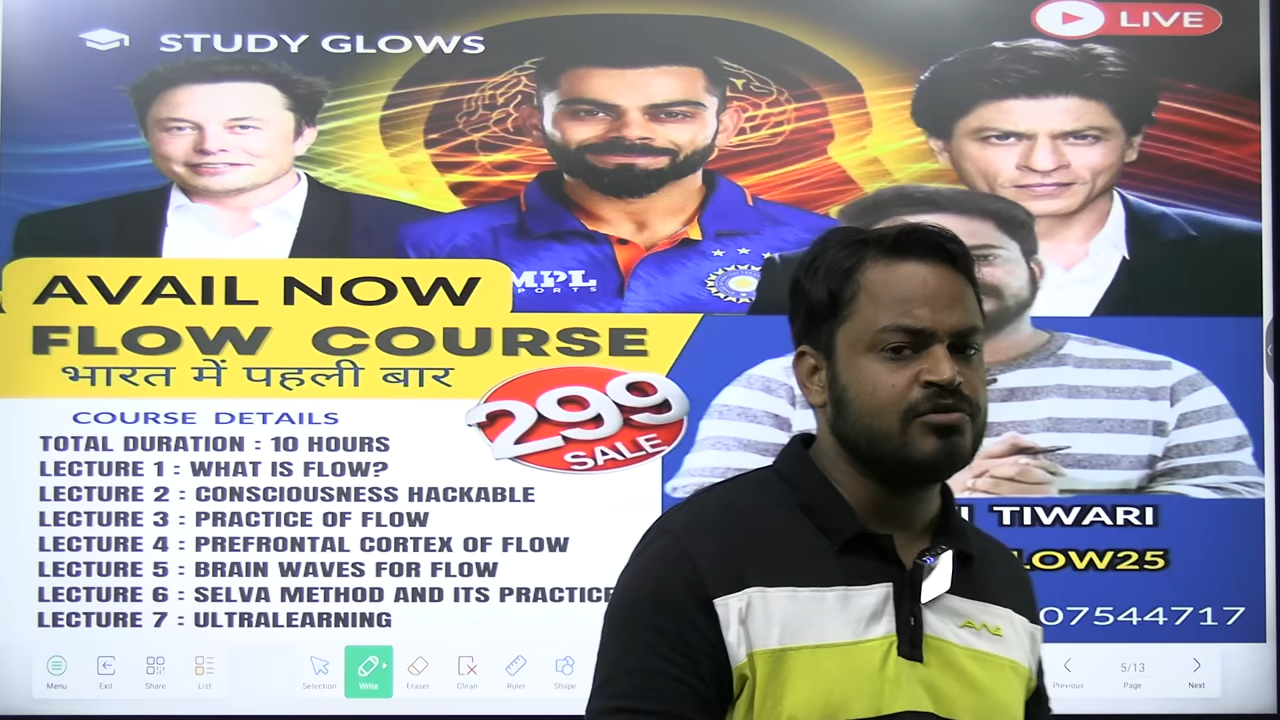 STUDY GLOWS
LIVE
MPL
SPORTS
AVAIL NOW
FLOW COURSE
भारत में पहली बार
299
SALE
COURSE DETAILS
TOTAL DURATION : 10 HOURS
LECTURE 1 : WHAT IS FLOW?
LECTURE 2 : CONSCIOUSNESS HACKABLE
LECTURE 3 : PRACTICE OF FLOW
LECTURE 4 : PREFRONTAL CORTEX OF FLOW
LECTURE 5 : BRAIN WAVES FOR FLOW
LECTURE 6 : SELVA METHOD AND ITS PRACTICE
LECTURE 7 : ULTRALEARNING
TIWARI
LOW25
07544717
Menu Exit Share List Selection Write Eraser Clean Ruler Shape Previous 5/13 Page Next